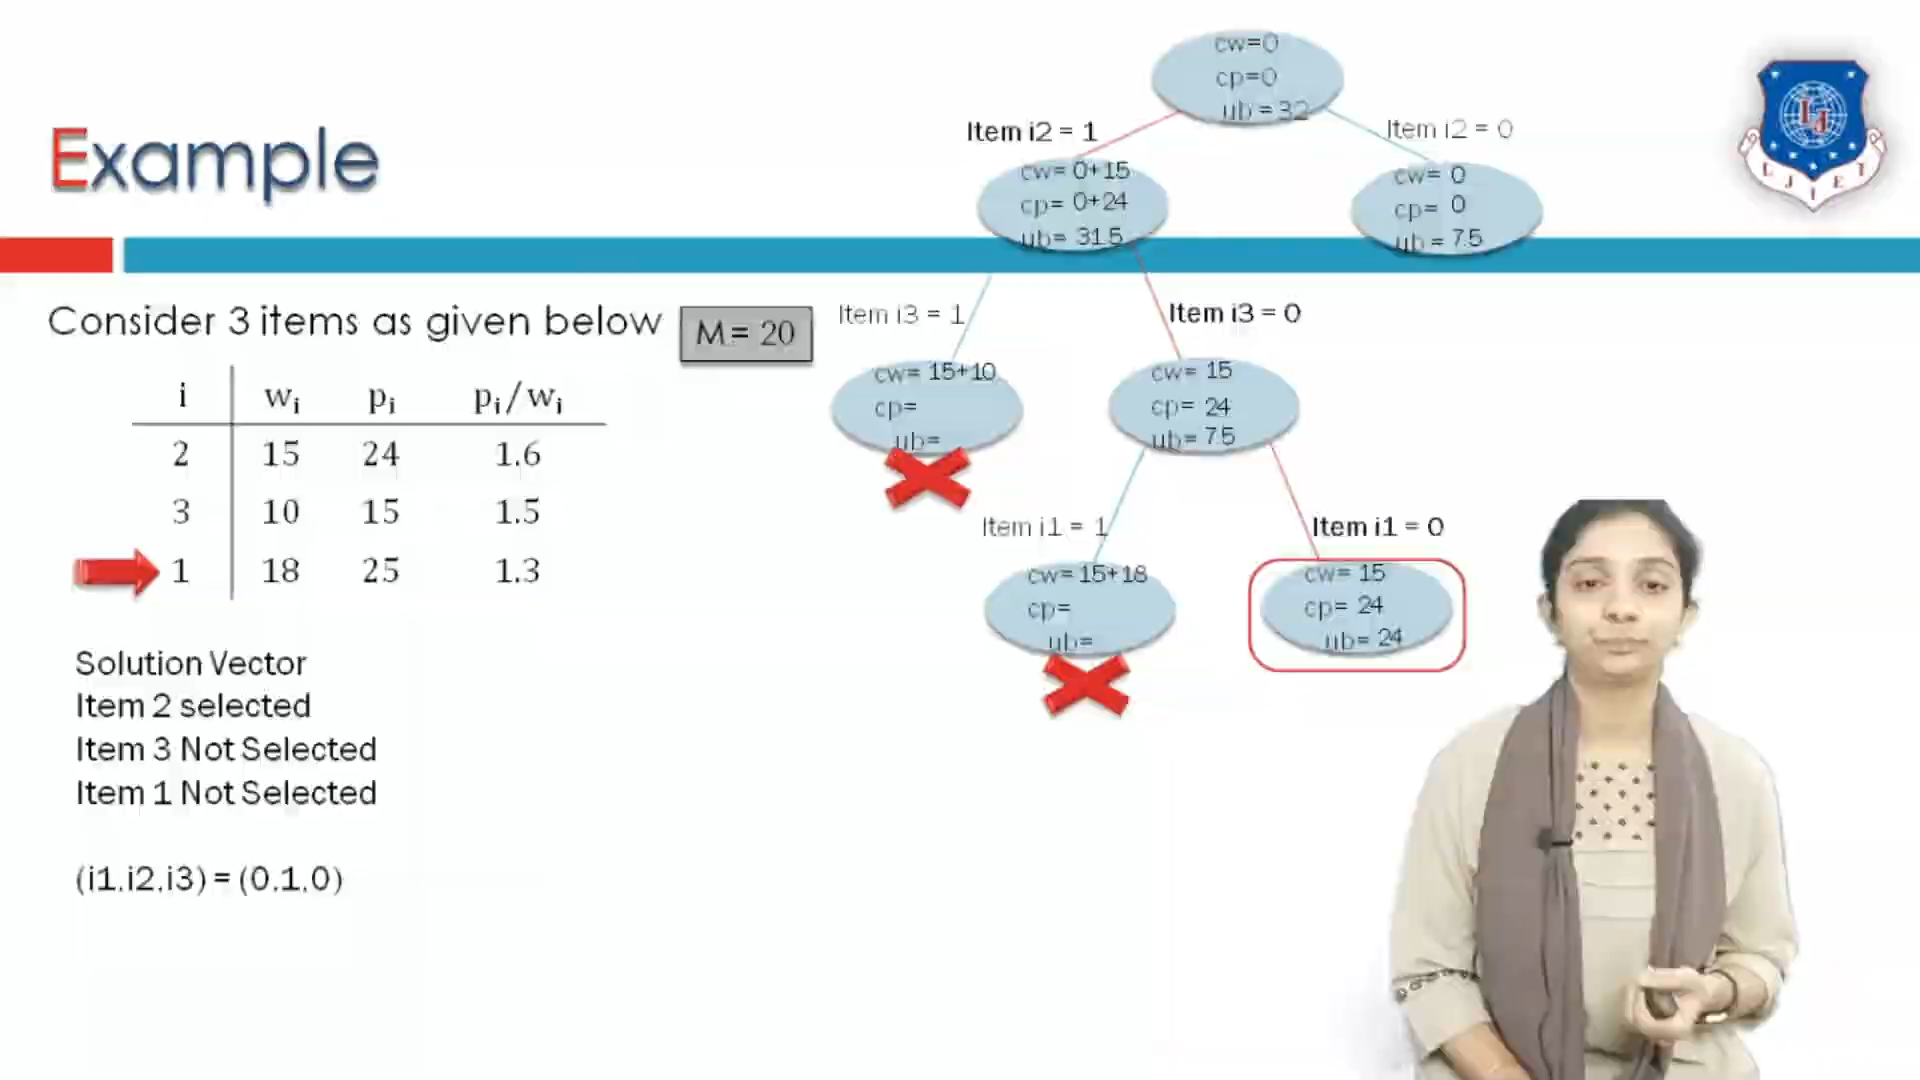 Example
Consider 3 items as given below
M= 20
i wᵢ pᵢ pᵢ/wᵢ
2 15 24 1.6
3 10 15 1.5
1 18 25 1.3
Solution Vector
Item 2 selected
Item 3 Not Selected
Item 1 Not Selected
(i1,i2,i3) = (0,1,0)
cw=0
cp=0
ub = 32
Item i2 = 1
Item i2 = 0
cw= 0+15
cp= 0+24
ub= 31.5
cw= 0
cp= 0
ub = 7.5
Item i3 = 1
Item i3 = 0
cw= 15+10
cp=
ub=
cw= 15
cp= 24
ub= 7.5
Item i1 = 1
Item i1 = 0
cw= 15+18
cp=
ub=
cw= 15
cp= 24
ub= 24
LJ
L J I E T